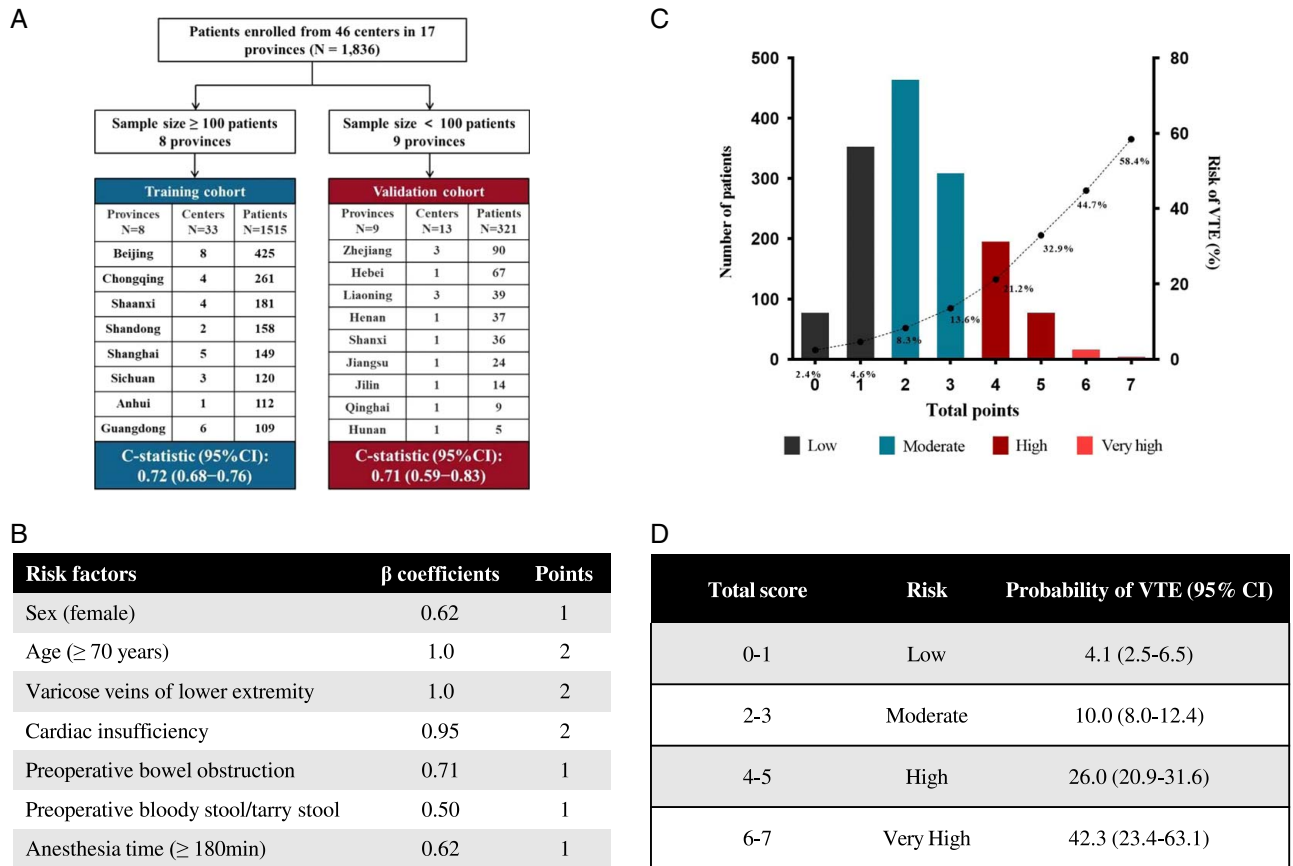 A
Patients enrolled from 46 centers in 17
provinces (N = 1,836)
Sample size ≥ 100 patients
8 provinces
Sample size < 100 patients
9 provinces
Training cohort
Provinces N=8 Centers N=33 Patients N=1515
Beijing 8 425
Chongqing 4 261
Shaanxi 4 181
Shandong 2 158
Shanghai 5 149
Sichuan 3 120
Anhui 1 112
Guangdong 6 109
C-statistic (95%CI):
0.72 (0.68−0.76)
Validation cohort
Provinces N=9 Centers N=13 Patients N=321
Zhejiang 3 90
Hebei 1 67
Liaoning 3 39
Henan 1 37
Shanxi 1 36
Jiangsu 1 24
Jilin 1 14
Qinghai 1 9
Hunan 1 5
C-statistic (95%CI):
0.71 (0.59−0.83)
B
Risk factors β coefficients Points
Sex (female) 0.62 1
Age (≥ 70 years) 1.0 2
Varicose veins of lower extremity 1.0 2
Cardiac insufficiency 0.95 2
Preoperative bowel obstruction 0.71 1
Preoperative bloody stool/tarry stool 0.50 1
Anesthesia time (≥ 180min) 0.62 1
C
Number of patients
500
400
300
200
100
0
Risk of VTE (%)
80
60
40
20
0
2.4%
4.6%
8.3%
13.6%
21.2%
32.9%
44.7%
58.4%
0 1 2 3 4 5 6 7
Total points
Low Moderate High Very high
D
Total score Risk Probability of VTE (95% CI)
0-1 Low 4.1 (2.5-6.5)
2-3 Moderate 10.0 (8.0-12.4)
4-5 High 26.0 (20.9-31.6)
6-7 Very High 42.3 (23.4-63.1)